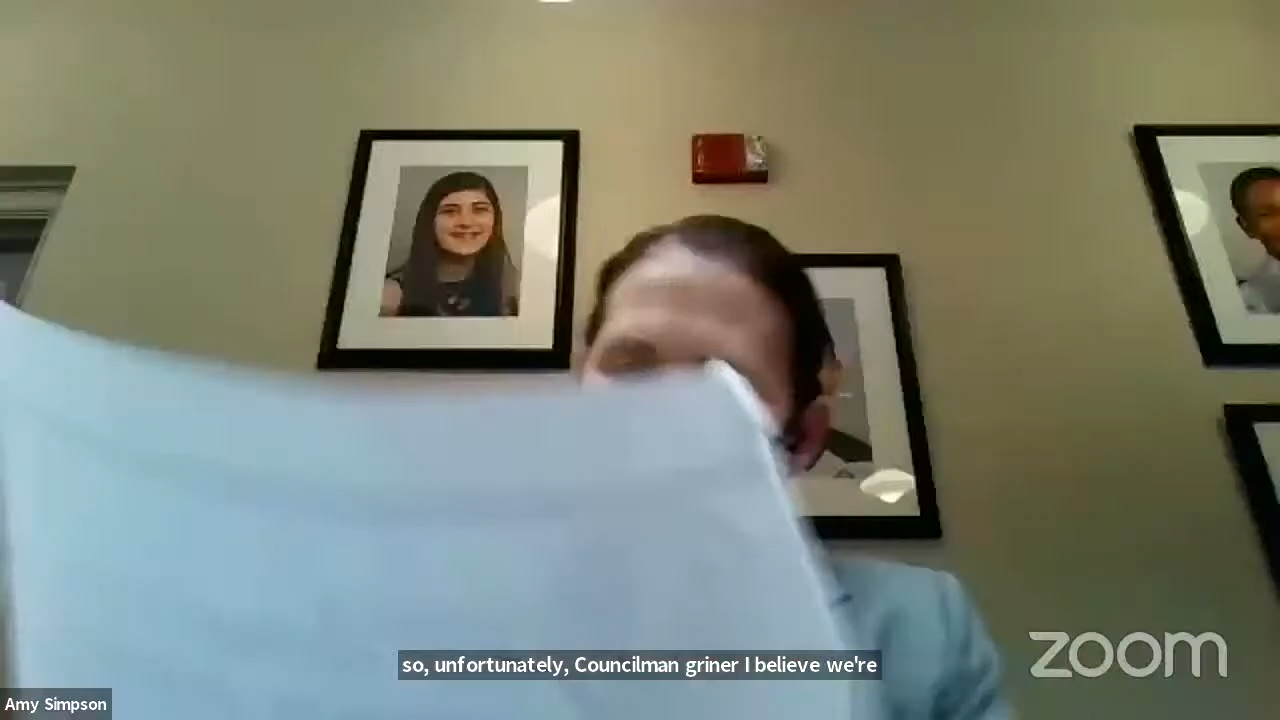 so, unfortunately, Councilman griner I believe we're
zoom
Amy Simpson